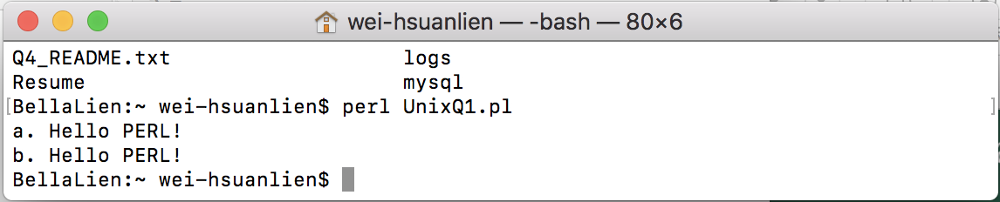 wei-hsuanlien — -bash — 80×6
Q4_README.txt logs
Resume mysql
[BellaLien:~ wei-hsuanlien$ perl UnixQ1.pl ]
a. Hello PERL!
b. Hello PERL!
BellaLien:~ wei-hsuanlien$